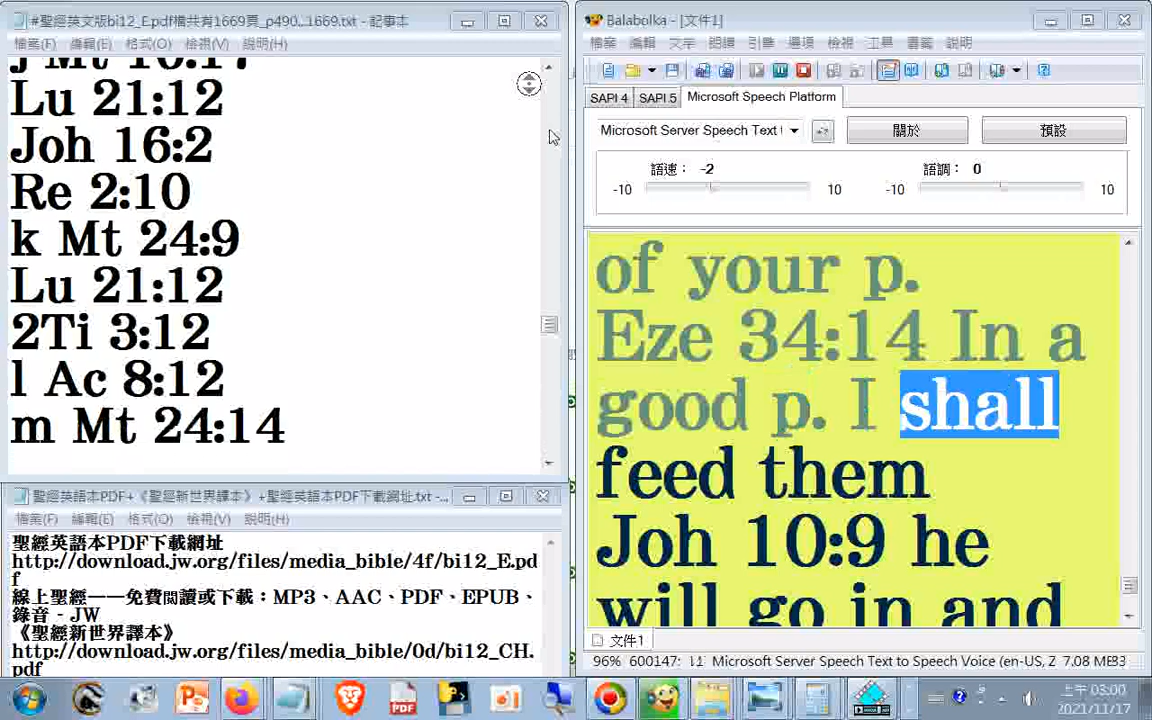 #聖經英文版bi12_E.pdf檔共有1669頁_p490...1669.txt - 記事本
檔案(F) 編輯(E) 格式(O) 檢視(V) 說明(H)
j Mt 10:17
Lu 21:12
Joh 16:2
Re 2:10
k Mt 24:9
Lu 21:12
2Ti 3:12
l Ac 8:12
m Mt 24:14
聖經英語本PDF+《聖經新世界譯本》+聖經英語本PDF下載網址.txt - ...
檔案(F) 編輯(E) 格式(O) 檢視(V) 說明(H)
聖經英語本PDF下載網址
http://download.jw.org/files/media_bible/4f/bi12_E.pd
f
線上聖經——免費閱讀或下載：MP3、AAC、PDF、EPUB、
錄音 - JW
《聖經新世界譯本》
http://download.jw.org/files/media_bible/0d/bi12_CH.
pdf
Balabolka - [文件1]
檔案 編輯 文字 朗讀 引擎 選項 檢視 工具 書籤 說明
SAPI 4 SAPI 5 Microsoft Speech Platform
Microsoft Server Speech Text 關於 預設
語速： -2 語調： 0
-10 10 -10 10
of your p.
Eze 34:14 In a
good p. I shall
feed them
Joh 10:9 he
will go in and
文件1
96% 600147: Microsoft Server Speech Text to Speech Voice (en-US, Z 7.08 MB
上午 03:00
2021/11/17